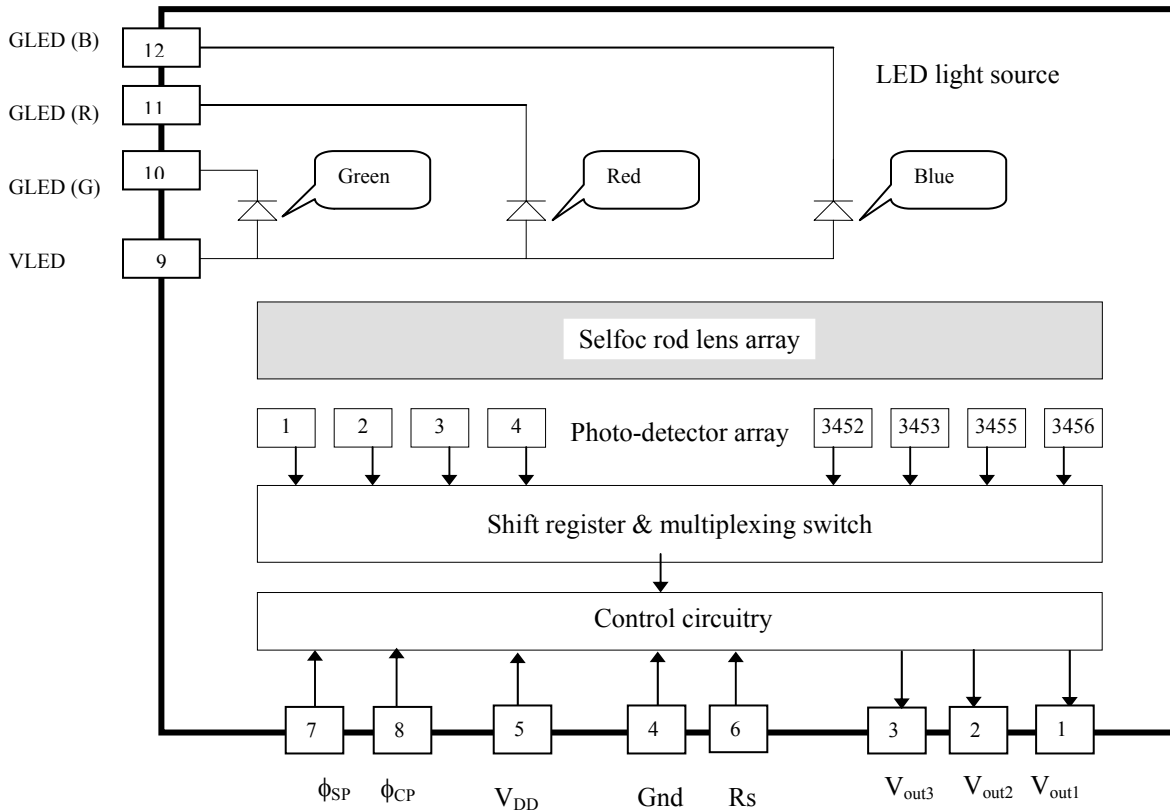 GLED (B)
12
LED light source
GLED (R)
11
10
GLED (G)
Green
Red
Blue
VLED
9
Selfoc rod lens array
1
2
3
4
Photo-detector array
3452
3453
3455
3456
Shift register & multiplexing switch
Control circuitry
7
8
5
4
6
3
2
1
ϕSP
ϕCP
VDD
Gnd
Rs
Vout3
Vout2
Vout1